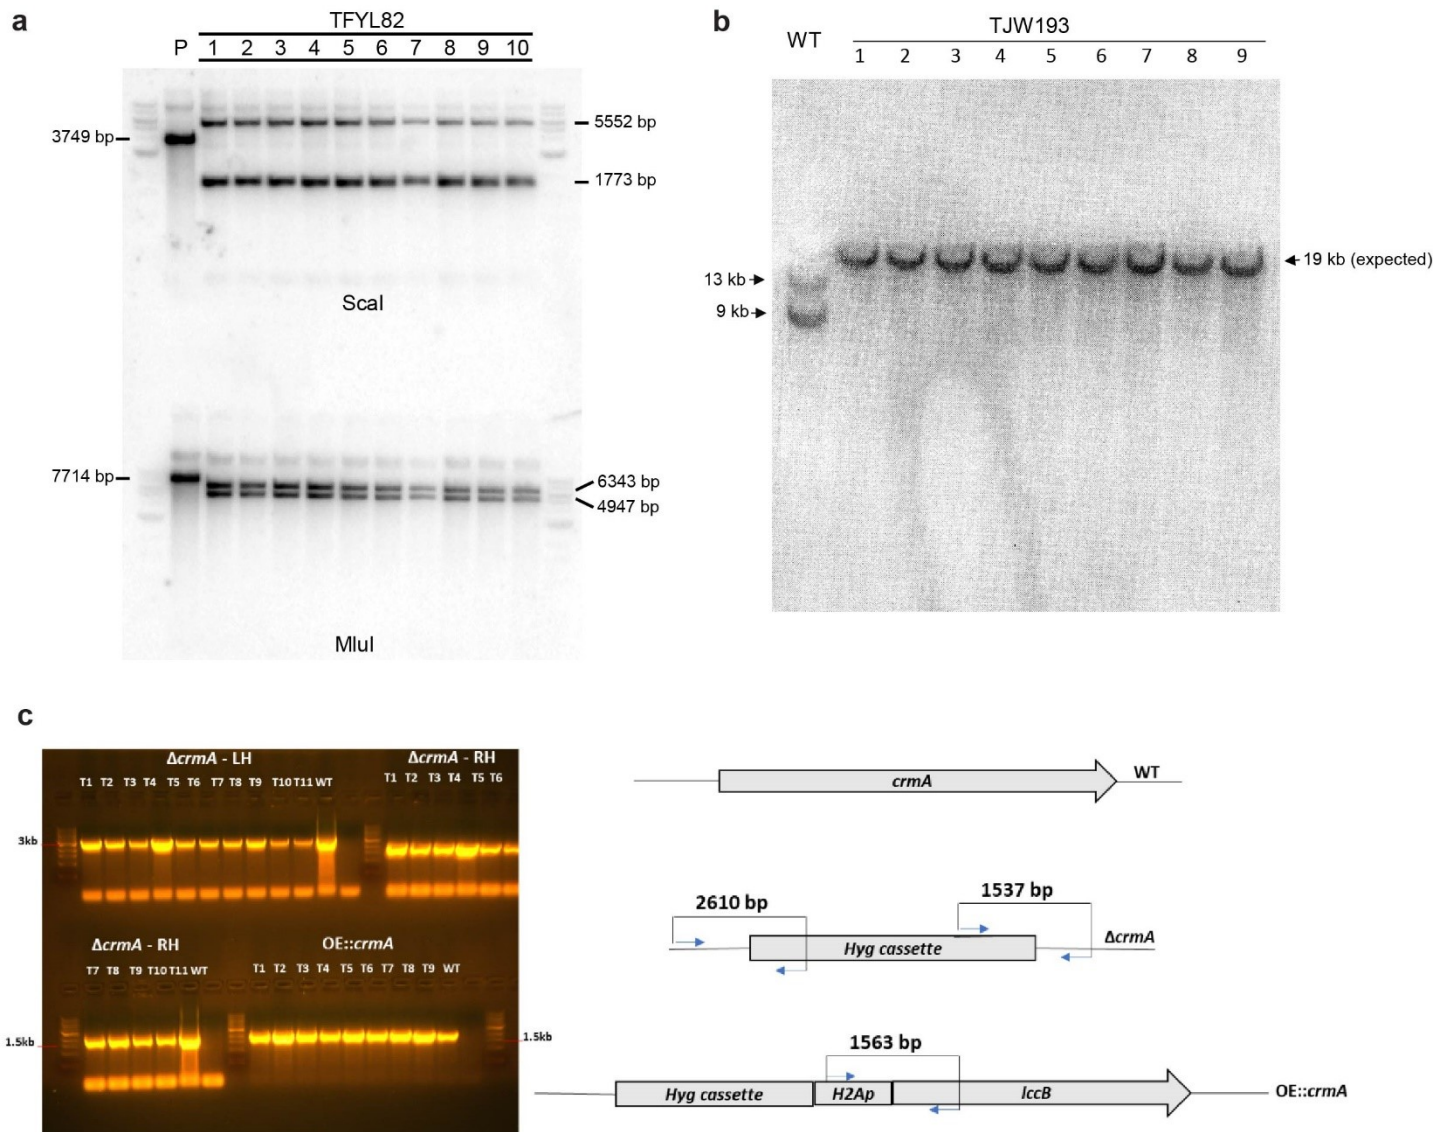 a
TFYL82
P 1 2 3 4 5 6 7 8 9 10
3749 bp
5552 bp
1773 bp
ScaI
7714 bp
6343 bp
4947 bp
MluI
b
WT
TJW193
1 2 3 4 5 6 7 8 9
13 kb
9 kb
19 kb (expected)
c
ΔcrmA - LH
T1 T2 T3 T4 T5 T6 T7 T8 T9 T10 T11 WT
ΔcrmA - RH
T1 T2 T3 T4 T5 T6
3kb
ΔcrmA - RH
T7 T8 T9 T10 T11 WT
OE::crmA
T1 T2 T3 T4 T5 T6 T7 T8 T9 WT
1.5kb
1.5kb
crmA
WT
2610 bp
1537 bp
Hyg cassette
ΔcrmA
1563 bp
Hyg cassette
H2Ap
lccB
OE::crmA